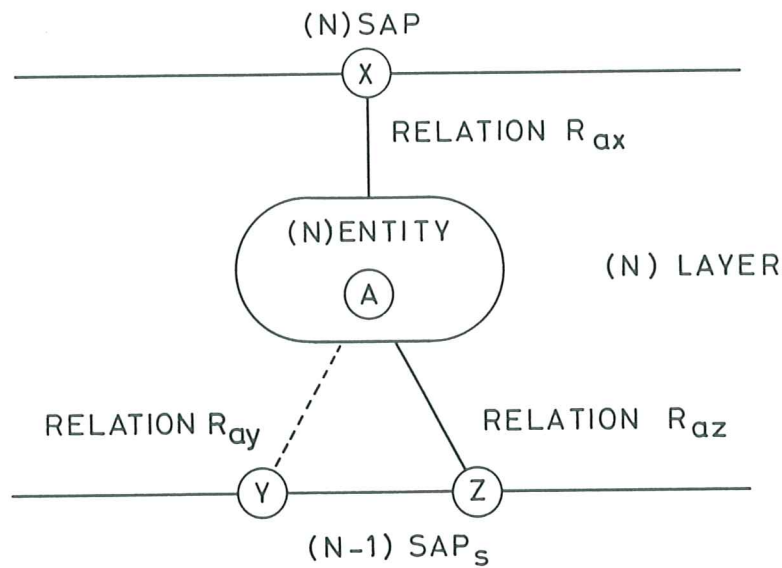 (N)SAP
X
RELATION Rax
(N)ENTITY
(N) LAYER
A
RELATION Ray
RELATION Raz
Y
Z
(N-1) SAPs